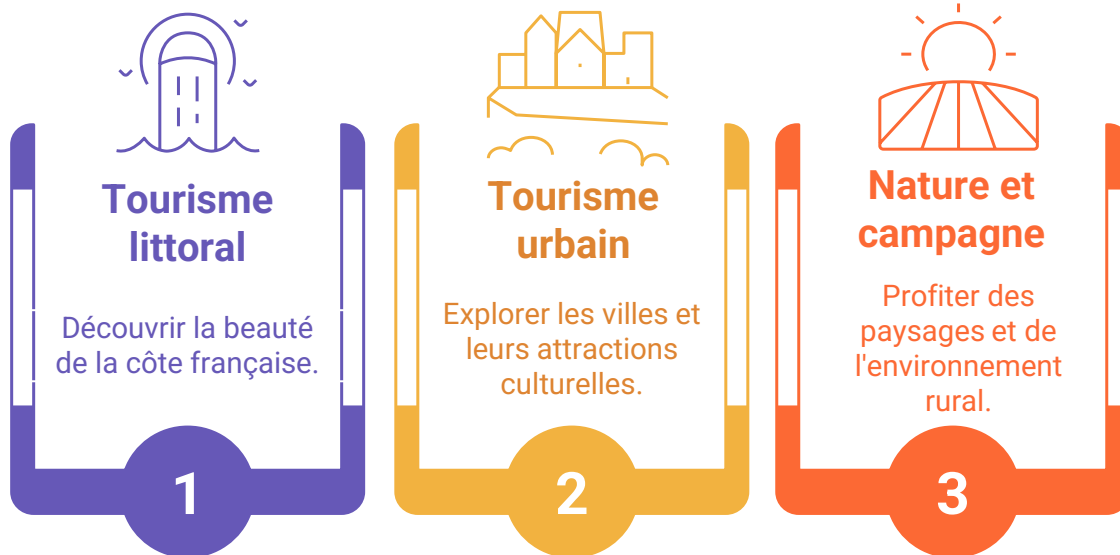 Tourisme
littoral
Découvrir la beauté
de la côte française.
1
Tourisme
urbain
Explorer les villes et
leurs attractions
culturelles.
2
Nature et
campagne
Profiter des
paysages et de
l'environnement
rural.
3